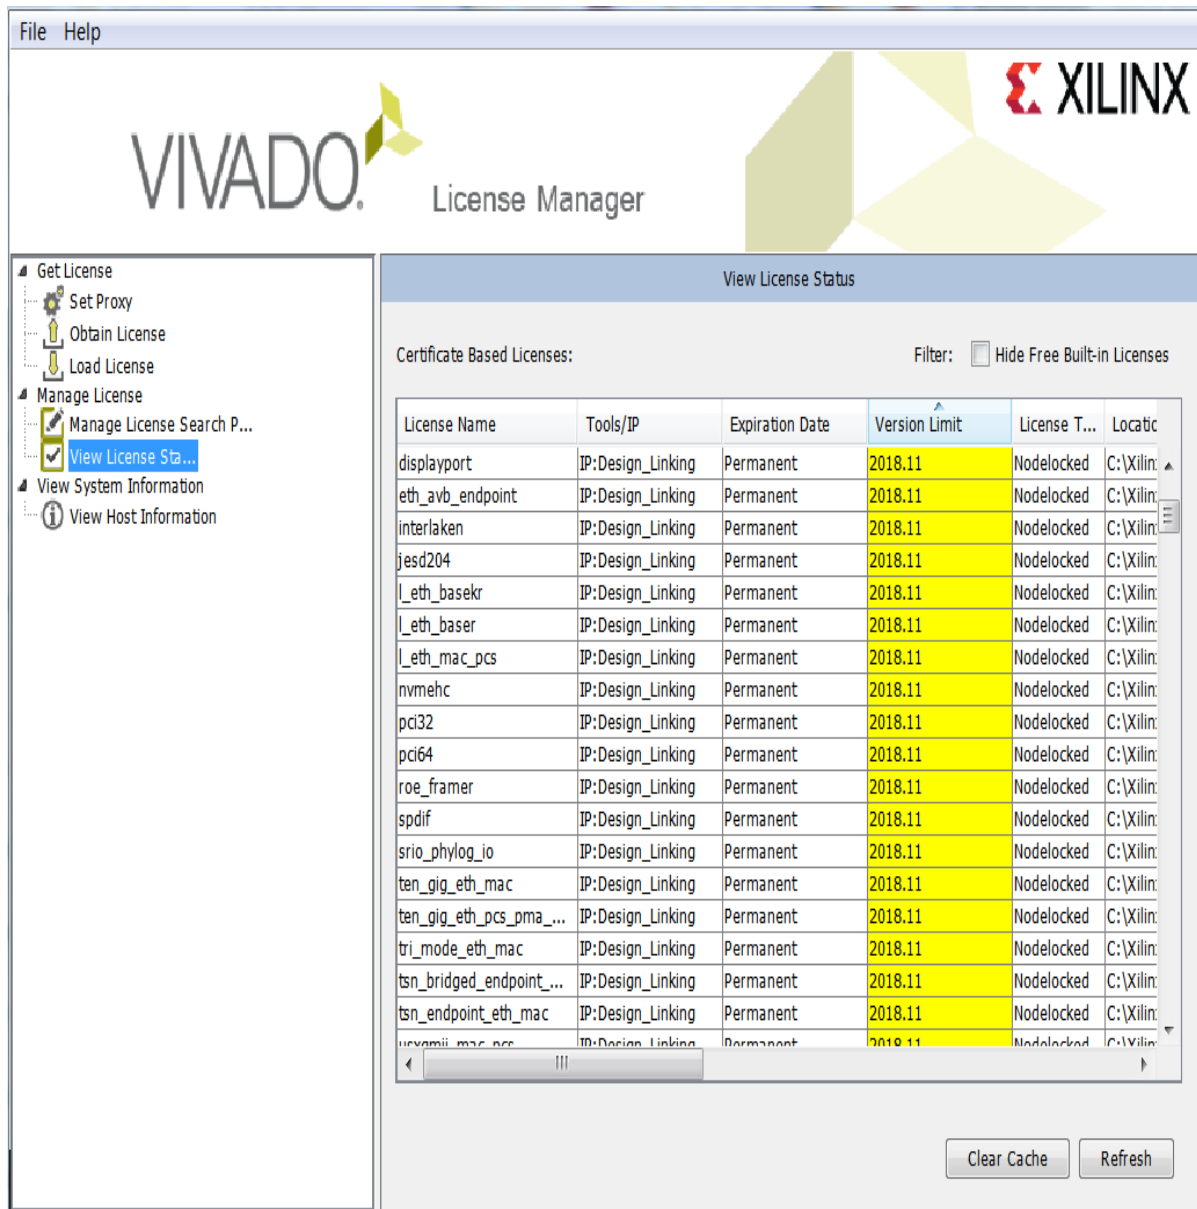 File Help
XILINX
VIVADO.
License Manager
Get License
Set Proxy
Obtain License
Load License
Manage License
Manage License Search P...
View License Sta...
View System Information
View Host Information
View License Status
Certificate Based Licenses: Filter: Hide Free Built-in Licenses
License Name Tools/IP Expiration Date Version Limit License T... Locatio
displayport IP:Design_Linking Permanent 2018.11 Nodelocked C:\Xilin
eth_avb_endpoint IP:Design_Linking Permanent 2018.11 Nodelocked C:\Xilin
interlaken IP:Design_Linking Permanent 2018.11 Nodelocked C:\Xilin
jesd204 IP:Design_Linking Permanent 2018.11 Nodelocked C:\Xilin
l_eth_basekr IP:Design_Linking Permanent 2018.11 Nodelocked C:\Xilin
l_eth_baser IP:Design_Linking Permanent 2018.11 Nodelocked C:\Xilin
l_eth_mac_pcs IP:Design_Linking Permanent 2018.11 Nodelocked C:\Xilin
nvmehc IP:Design_Linking Permanent 2018.11 Nodelocked C:\Xilin
pci32 IP:Design_Linking Permanent 2018.11 Nodelocked C:\Xilin
pci64 IP:Design_Linking Permanent 2018.11 Nodelocked C:\Xilin
roe_framer IP:Design_Linking Permanent 2018.11 Nodelocked C:\Xilin
spdif IP:Design_Linking Permanent 2018.11 Nodelocked C:\Xilin
srio_phylog_io IP:Design_Linking Permanent 2018.11 Nodelocked C:\Xilin
ten_gig_eth_mac IP:Design_Linking Permanent 2018.11 Nodelocked C:\Xilin
ten_gig_eth_pcs_pma_... IP:Design_Linking Permanent 2018.11 Nodelocked C:\Xilin
tri_mode_eth_mac IP:Design_Linking Permanent 2018.11 Nodelocked C:\Xilin
tsn_bridged_endpoint_... IP:Design_Linking Permanent 2018.11 Nodelocked C:\Xilin
tsn_endpoint_eth_mac IP:Design_Linking Permanent 2018.11 Nodelocked C:\Xilin
usxgmii_mac_pcs IP:Design_Linking Permanent 2018.11 Nodelocked C:\Xilin
Clear Cache Refresh